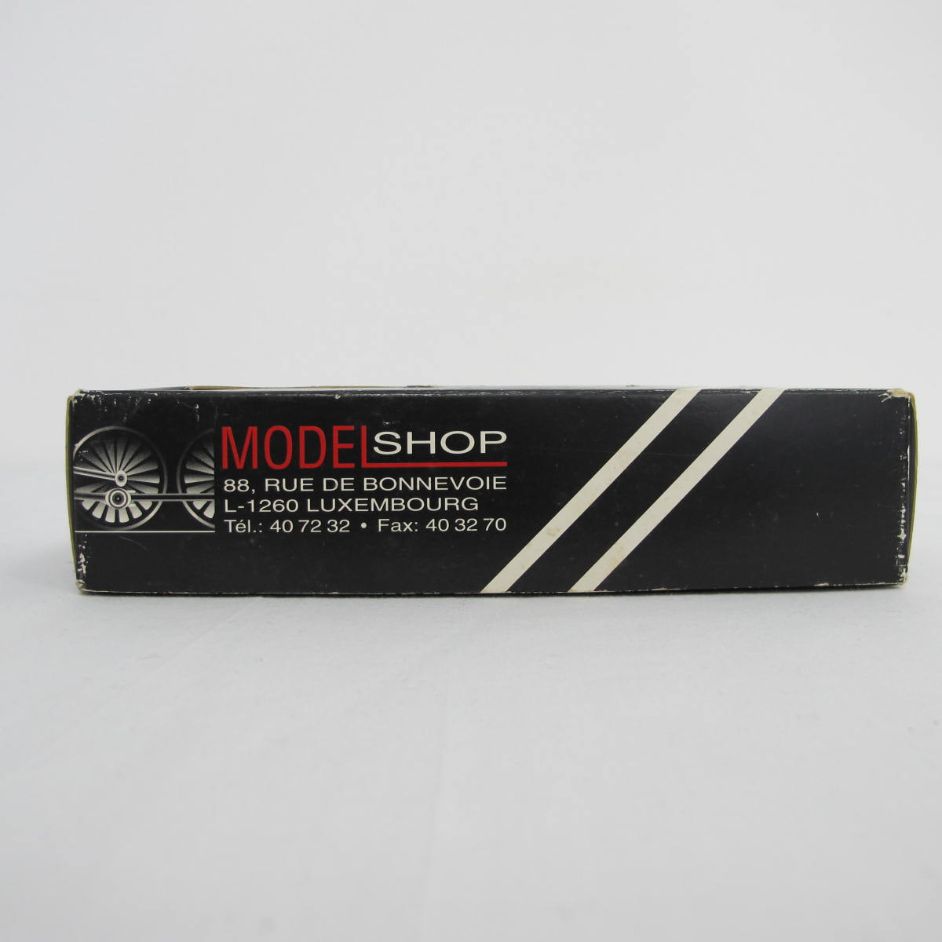 MODELSHOP
88, RUE DE BONNEVOIE
L-1260 LUXEMBOURG
Tél.: 40 72 32 • Fax: 40 32 70